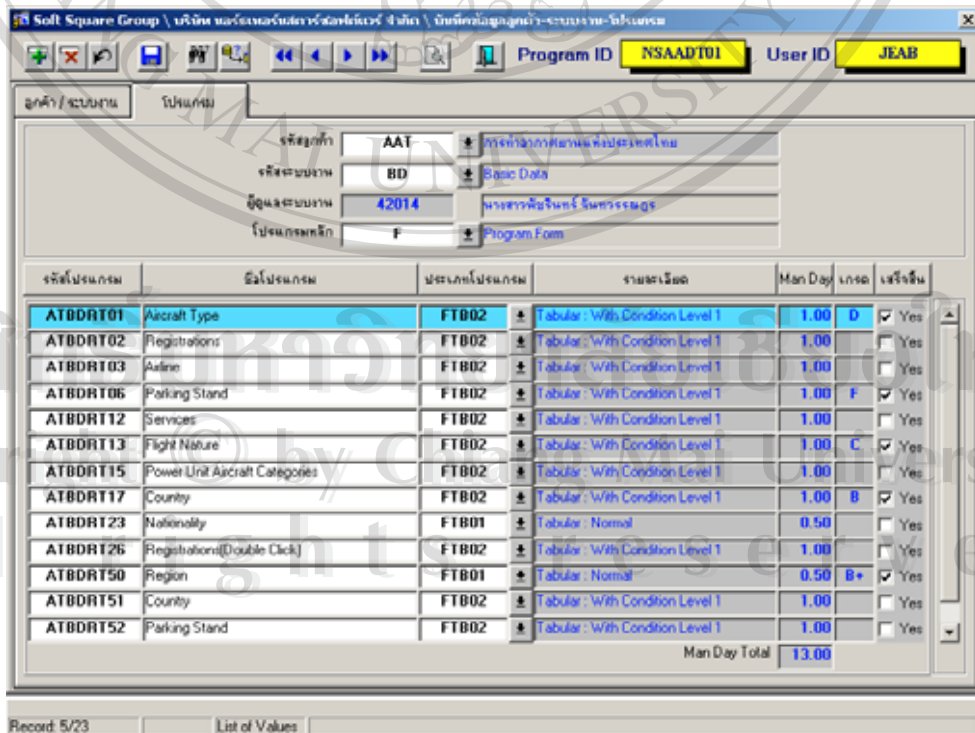 Soft Square Group \ บริษัท นอร์ธเทอร์นสตาร์ซอฟต์แวร์ จำกัด \ บันทึกข้อมูลลูกค้า-ระบบงาน-โปรแกรม
Program ID NSAADT01 User ID JEAB
ลูกค้า / ระบบงาน โปรแกรม
รหัสลูกค้า AAT การท่าอากาศยานแห่งประเทศไทย
รหัสระบบงาน BD Basic Data
ผู้ดูแลระบบงาน 42014
โปรแกรมหลัก F Program Form
รหัสโปรแกรม ชื่อโปรแกรม ประเภทโปรแกรม รายละเอียด Man Day เกรด เสร็จสิ้น
ATBDRT01 Aircraft Type FTB02 Tabular : With Condition Level 1 1.00 D Yes
ATBDRT02 Registrations FTB02 Tabular : With Condition Level 1 1.00 Yes
ATBDRT03 Airline FTB02 Tabular : With Condition Level 1 1.00 Yes
ATBDRT06 Parking Stand FTB02 Tabular : With Condition Level 1 1.00 F Yes
ATBDRT12 Services FTB02 Tabular : With Condition Level 1 1.00 Yes
ATBDRT13 Flight Nature FTB02 Tabular : With Condition Level 1 1.00 C Yes
ATBDRT15 Power Unit Aircraft Categories FTB02 Tabular : With Condition Level 1 1.00 Yes
ATBDRT17 Country FTB02 Tabular : With Condition Level 1 1.00 B Yes
ATBDRT23 Nationality FTB01 Tabular : Normal 0.50 Yes
ATBDRT26 Registrations(Double Click) FTB02 Tabular : With Condition Level 1 1.00 Yes
ATBDRT50 Region FTB01 Tabular : Normal 0.50 B+ Yes
ATBDRT51 Country FTB02 Tabular : With Condition Level 1 1.00 Yes
ATBDRT52 Parking Stand FTB02 Tabular : With Condition Level 1 1.00 Yes
Man Day Total 13.00
Record: 5/23 List of Values